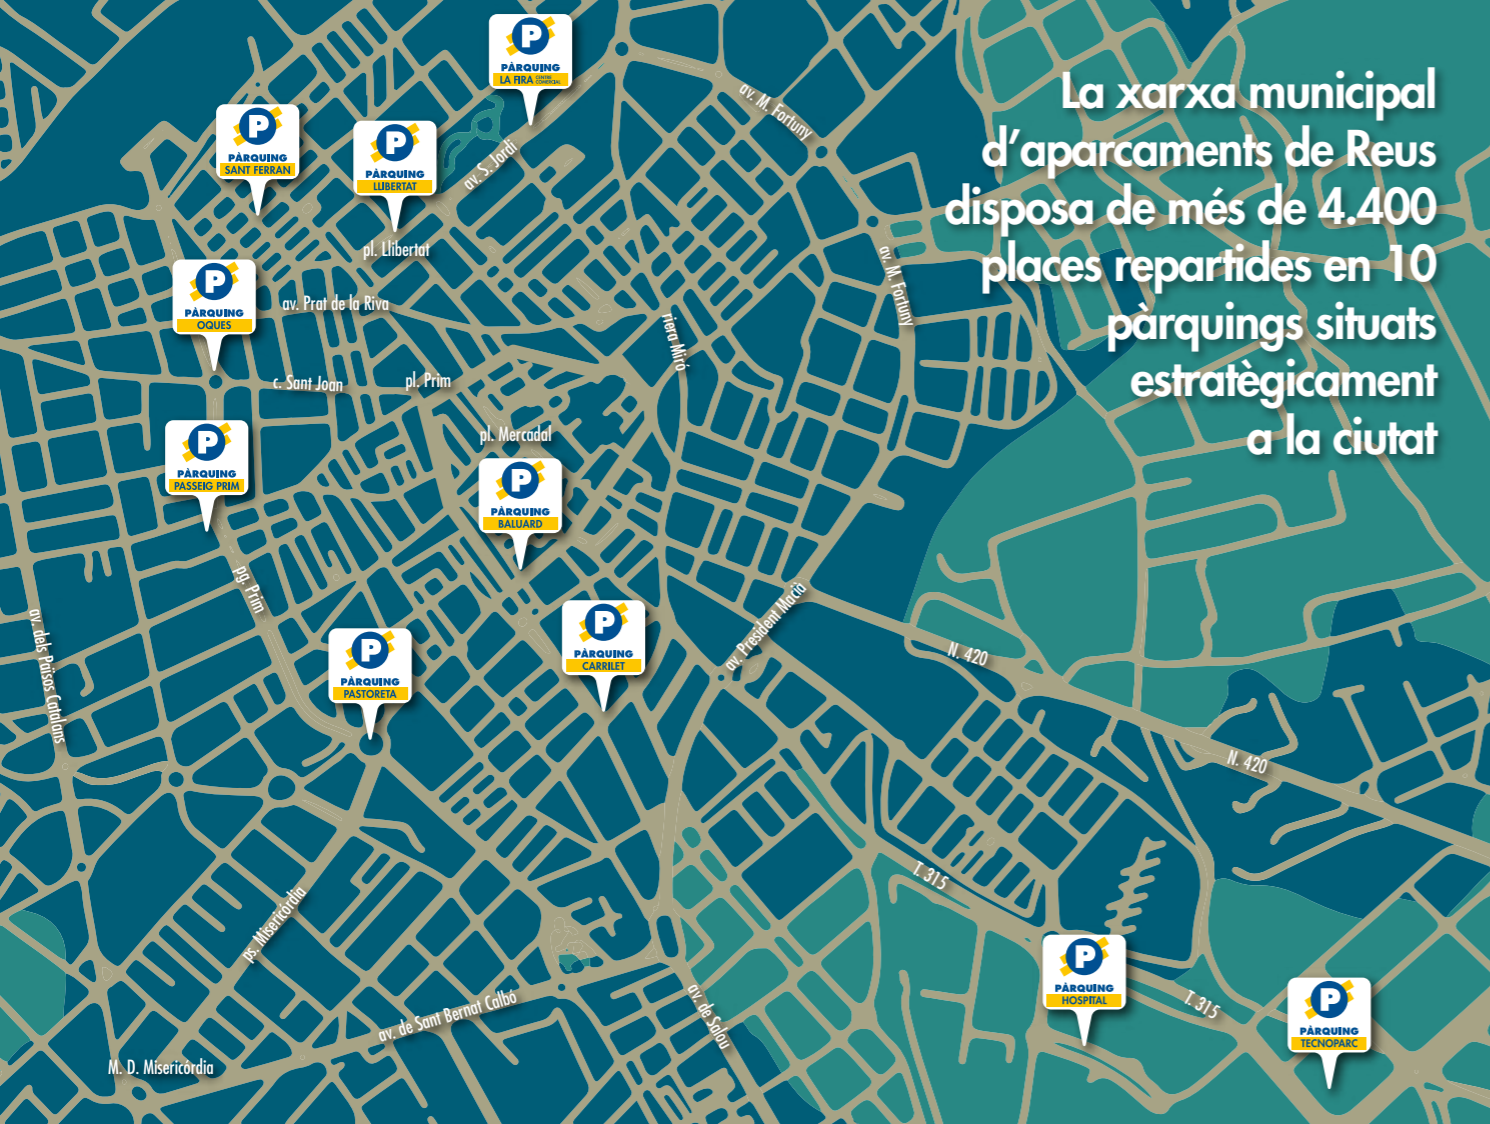 La xarxa municipal
d'aparcaments de Reus
disposa de més de 4.400
places repartides en 10
pàrquings situats
estratègicament
a la ciutat
P
PÀRQUING
LA FIRA CENTRE COMERCIAL
P
PÀRQUING
SANT FERRAN
P
PÀRQUING
LLIBERTAT
av. S. Jordi
av. M. Fortuny
pl. Llibertat
av. M. Fortuny
P
PÀRQUING
OQUES
av. Prat de la Riva
riera Miró
c. Sant Joan
pl. Prim
pl. Mercadal
P
PÀRQUING
PASSEIG PRIM
P
PÀRQUING
BALUARD
pg. Prim
av. dels Països Catalans
av. President Macià
P
PÀRQUING
CARRILET
P
PÀRQUING
PASTORETA
N. 420
N. 420
T. 315
ps. Misericòrdia
P
PÀRQUING
HOSPITAL
T. 315
P
PÀRQUING
TECNOPARC
av. de Sant Bernat Calbó
av. de Salou
M. D. Misericórdia